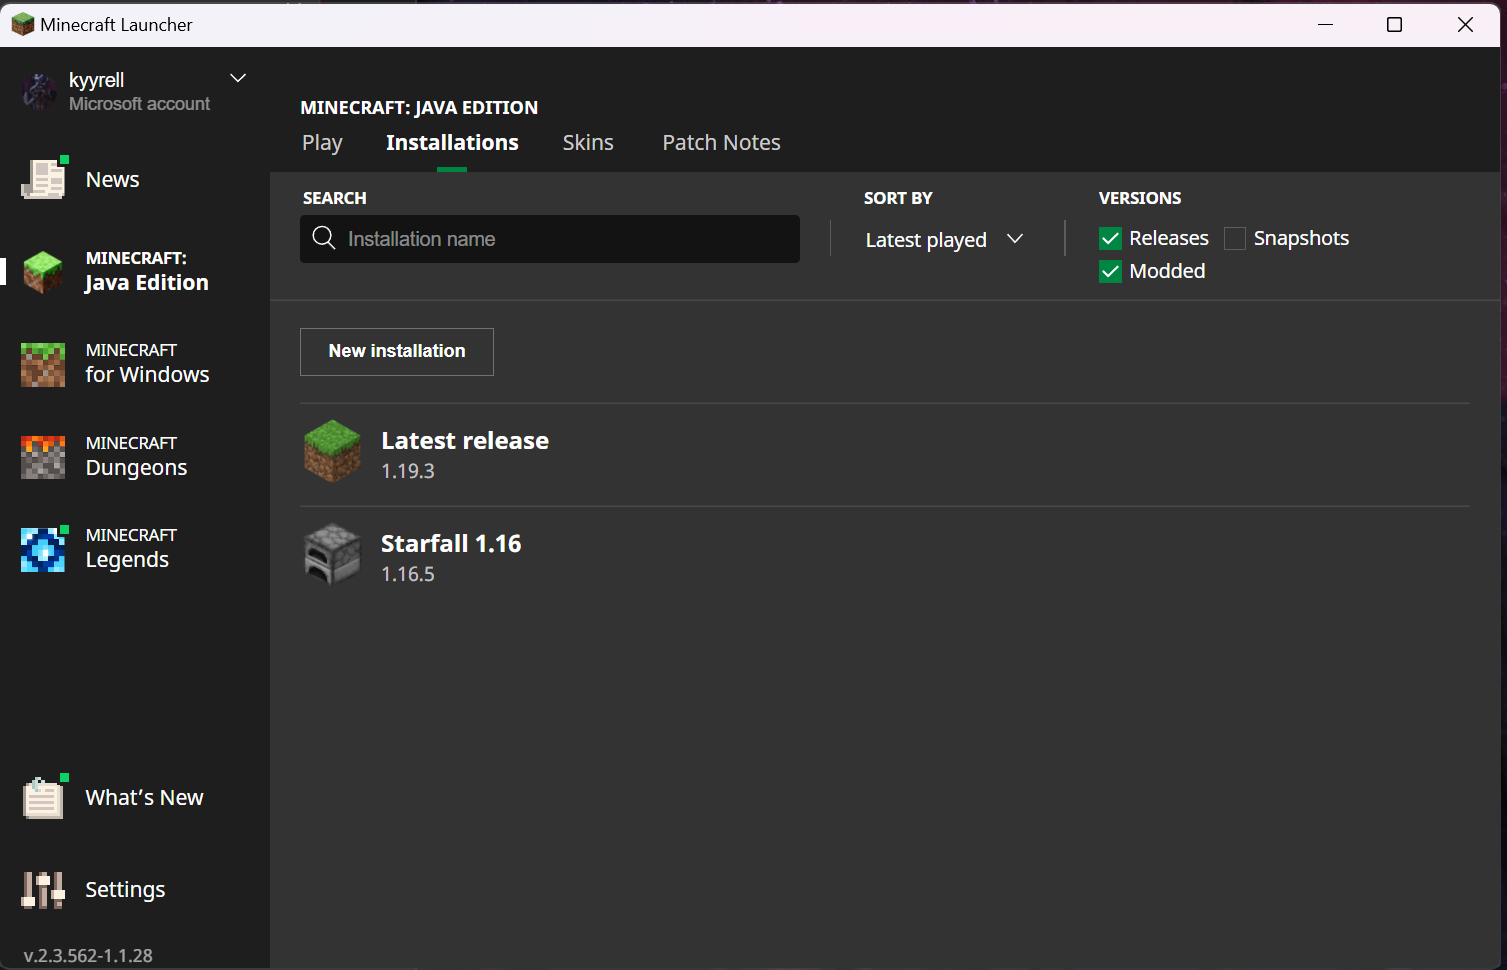 Minecraft Launcher
kyyrell
Microsoft account
News
MINECRAFT:
Java Edition
MINECRAFT
for Windows
MINECRAFT
Dungeons
MINECRAFT
Legends
What's New
Settings
v.2.3.562-1.1.28
MINECRAFT: JAVA EDITION
Play Installations Skins Patch Notes
SEARCH
Installation name
SORT BY
Latest played
VERSIONS
Releases Snapshots
Modded
New installation
Latest release
1.19.3
Starfall 1.16
1.16.5